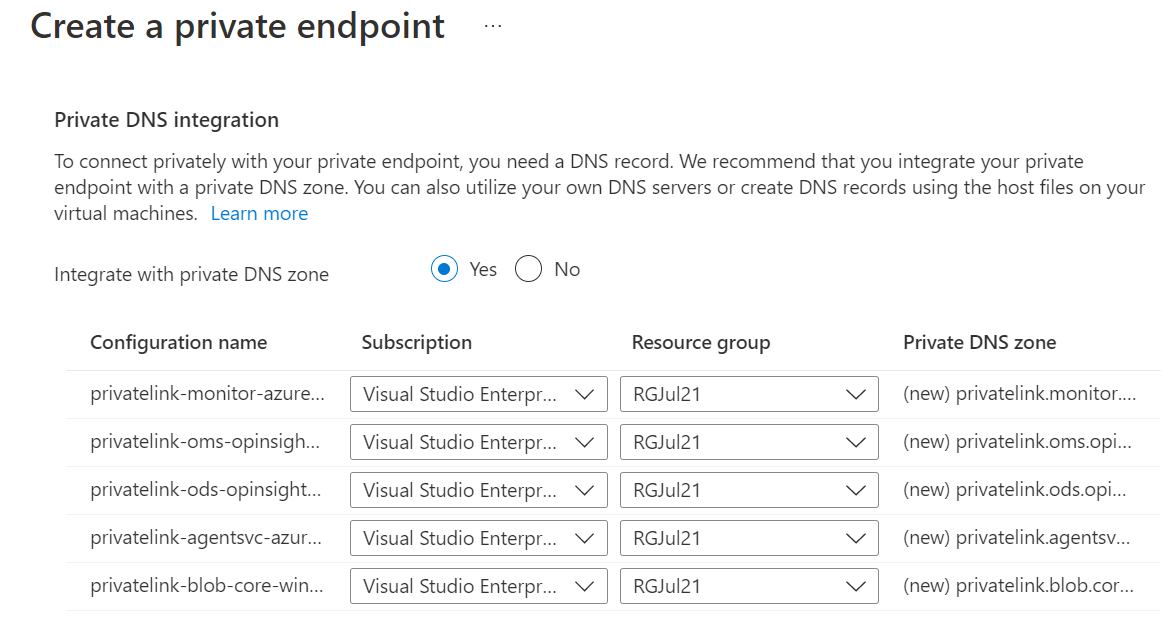 Create a private endpoint ...
Private DNS integration
To connect privately with your private endpoint, you need a DNS record. We recommend that you integrate your private
endpoint with a private DNS zone. You can also utilize your own DNS servers or create DNS records using the host files on your
virtual machines. Learn more
Integrate with private DNS zone Yes No
Configuration name Subscription Resource group Private DNS zone
privatelink-monitor-azure... Visual Studio Enterpr... RGJul21 (new) privatelink.monitor....
privatelink-oms-opinsigh... Visual Studio Enterpr... RGJul21 (new) privatelink.oms.opi...
privatelink-ods-opinsight... Visual Studio Enterpr... RGJul21 (new) privatelink.ods.opi...
privatelink-agentsvc-azur... Visual Studio Enterpr... RGJul21 (new) privatelink.agentsv...
privatelink-blob-core-win... Visual Studio Enterpr... RGJul21 (new) privatelink.blob.cor...